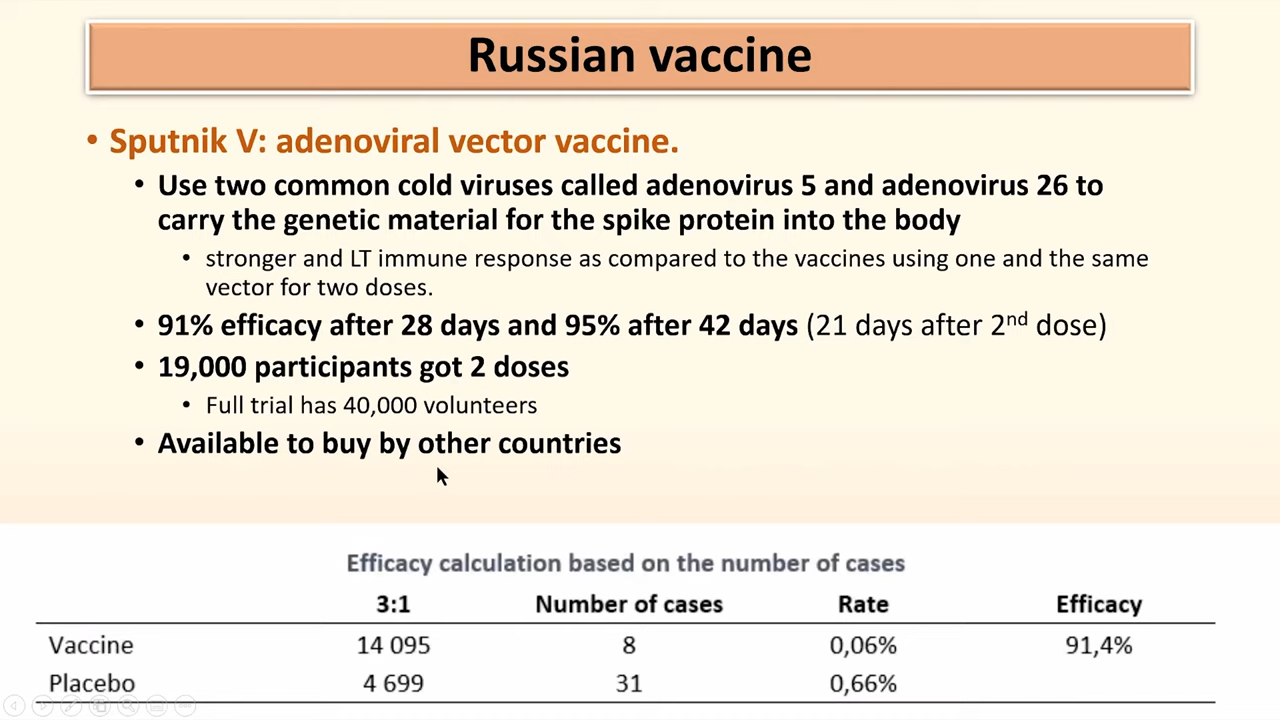 Russian vaccine
• Sputnik V: adenoviral vector vaccine.
• Use two common cold viruses called adenovirus 5 and adenovirus 26 to
carry the genetic material for the spike protein into the body
• stronger and LT immune response as compared to the vaccines using one and the same
vector for two doses.
• 91% efficacy after 28 days and 95% after 42 days (21 days after 2nd dose)
• 19,000 participants got 2 doses
• Full trial has 40,000 volunteers
• Available to buy by other countries
Efficacy calculation based on the number of cases
3:1 Number of cases Rate Efficacy
Vaccine 14 095 8 0,06% 91,4%
Placebo 4 699 31 0,66%